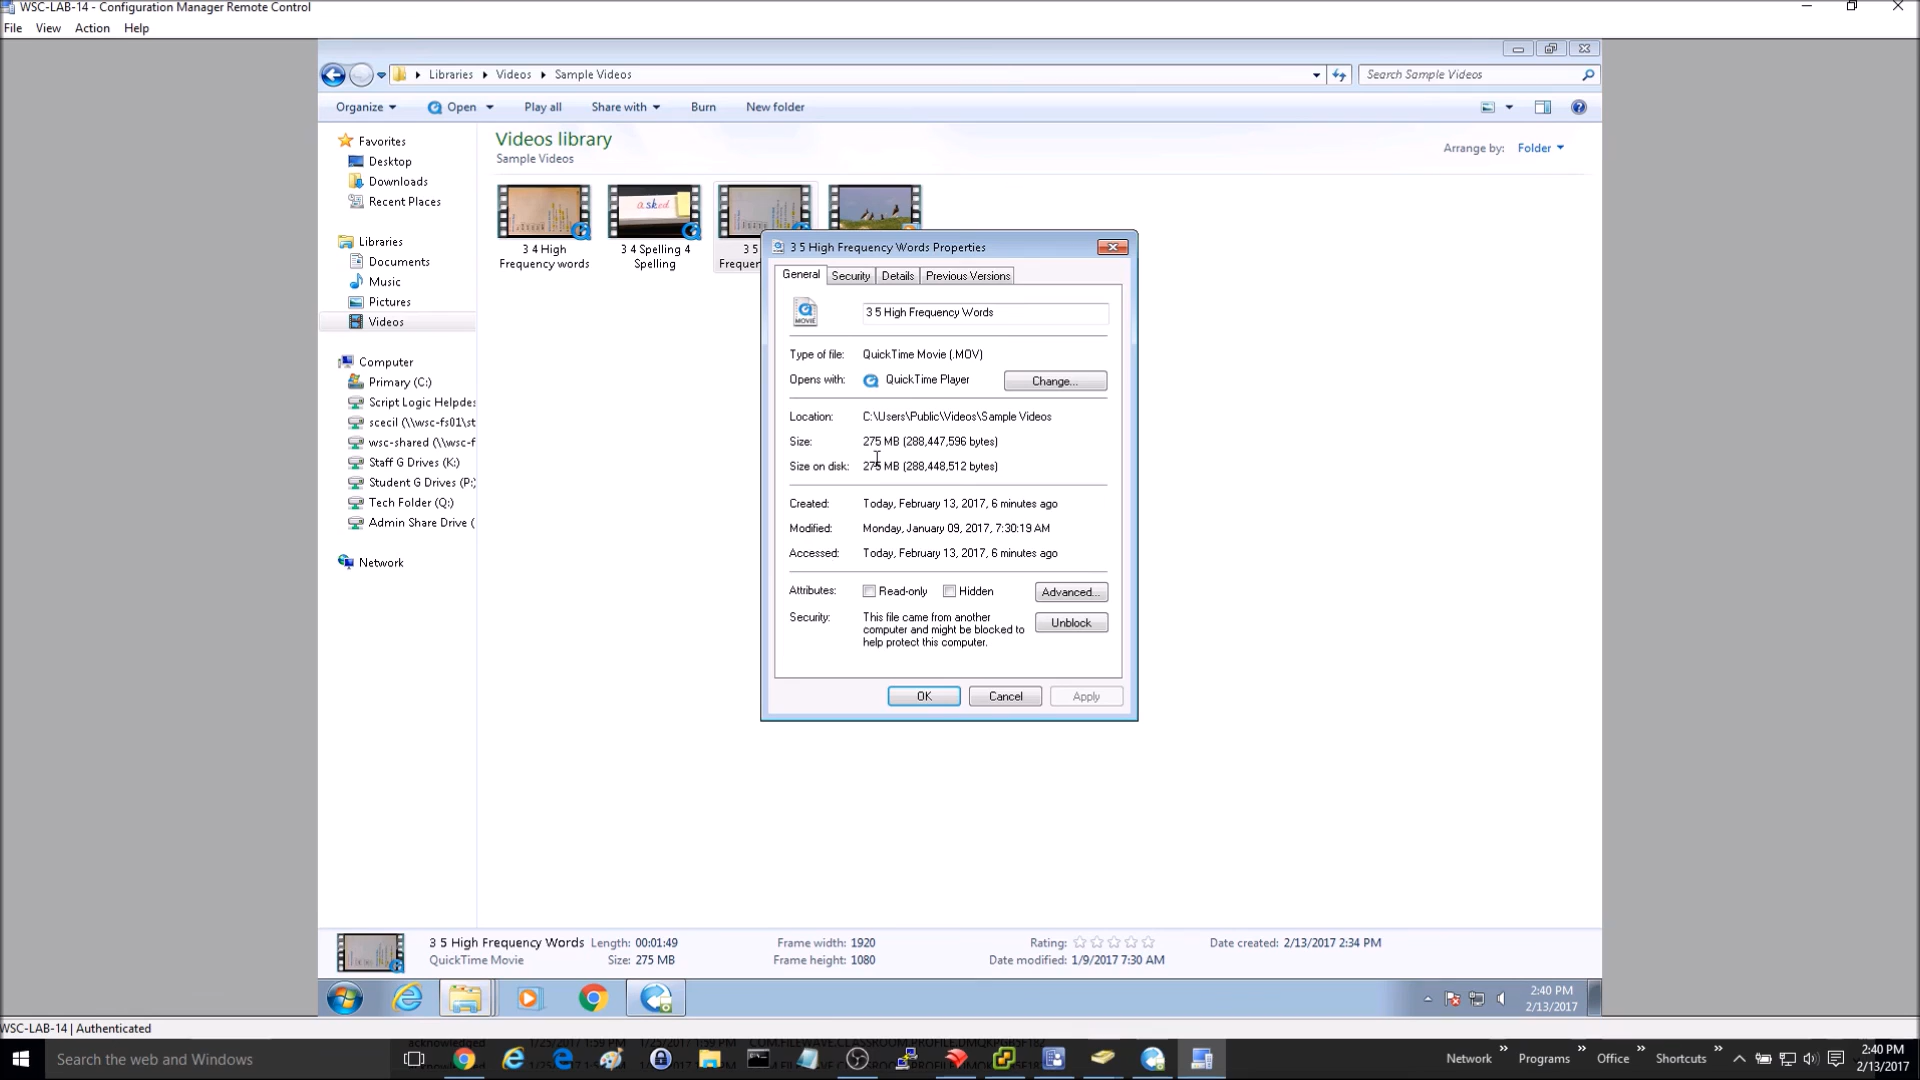 WSC-LAB-14 - Configuration Manager Remote Control
File View Action Help
Libraries Videos Sample Videos
Search Sample Videos
Organize Open Play all Share with Burn New folder
Favorites
Desktop
Downloads
Recent Places
Libraries
Documents
Music
Pictures
Videos
Computer
Primary (C:)
Script Logic Helpdes
scecil (\\wsc-fs01\st
wsc-shared (\\wsc-f
Staff G Drives (K:)
Student G Drives (P:)
Tech Folder (Q:)
Admin Share Drive (
Network
Videos library
Sample Videos
Arrange by: Folder
asked
3 4 High
Frequency words
3 4 Spelling 4
Spelling
3 5
Frequen
3 5 High Frequency Words Properties
General Security Details Previous Versions
MOVIE
3 5 High Frequency Words
Type of file: QuickTime Movie (.MOV)
Opens with: QuickTime Player Change...
Location: C:\Users\Public\Videos\Sample Videos
Size: 275 MB (288,447,596 bytes)
Size on disk: 275 MB (288,448,512 bytes)
Created: Today, February 13, 2017, 6 minutes ago
Modified: Monday, January 09, 2017, 7:30:19 AM
Accessed: Today, February 13, 2017, 6 minutes ago
Attributes: Read-only Hidden Advanced...
Security: This file came from another
computer and might be blocked to
help protect this computer.
Unblock
OK Cancel Apply
3 5 High Frequency Words Length: 00:01:49 Frame width: 1920 Rating: Date created: 2/13/2017 2:34 PM
QuickTime Movie Size: 275 MB Frame height: 1080 Date modified: 1/9/2017 7:30 AM
2:40 PM
2/13/2017
WSC-LAB-14 | Authenticated
Search the web and Windows
Network Programs Office Shortcuts
2:40 PM
2/13/2017